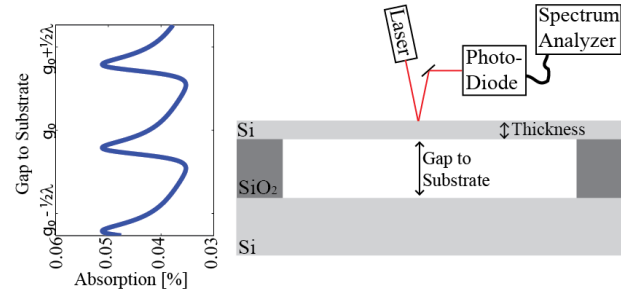 Gap to Substrate
g₀+½λ
g₀
g₀-½λ
0.06
0.05
0.04
0.03
Absorption [%]
Laser
Photo-
Diode
Spectrum
Analyzer
Si
Thickness
Gap to
Substrate
SiO₂
Si